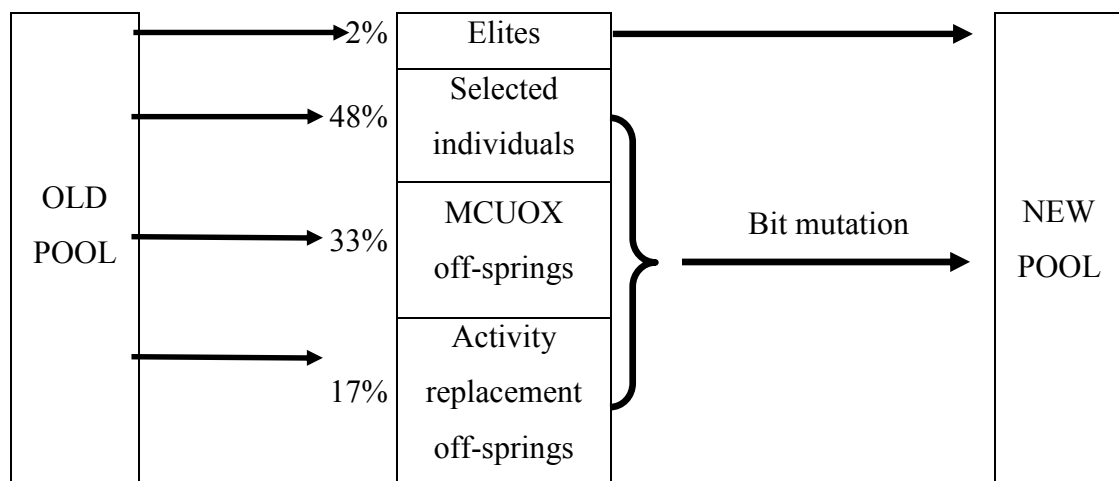 OLD
POOL
2%
Elites
48%
Selected
individuals
33%
MCUOX
off-springs
17%
Activity
replacement
off-springs
Bit mutation
NEW
POOL